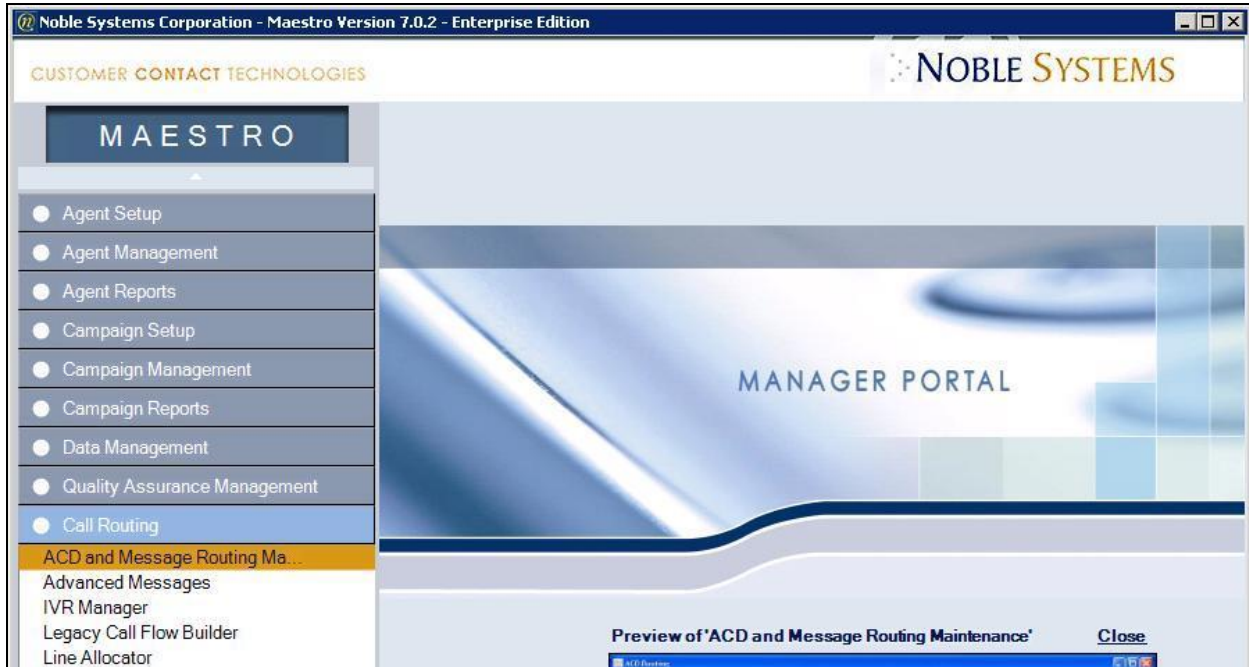 Noble Systems Corporation - Maestro Version 7.0.2 - Enterprise Edition
CUSTOMER CONTACT TECHNOLOGIES
NOBLE SYSTEMS
MAESTRO
Agent Setup
Agent Management
Agent Reports
Campaign Setup
Campaign Management
Campaign Reports
Data Management
Quality Assurance Management
Call Routing
ACD and Message Routing Ma...
Advanced Messages
IVR Manager
Legacy Call Flow Builder
Line Allocator
MANAGER PORTAL
Preview of 'ACD and Message Routing Maintenance' Close
ACD Routing